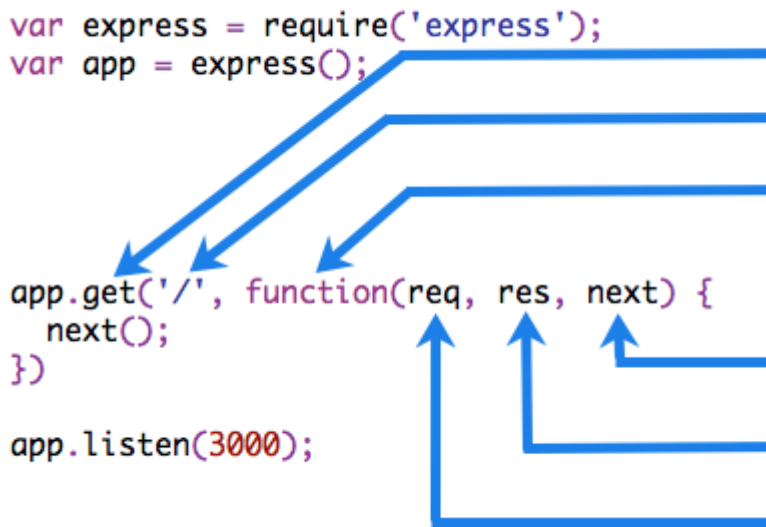 var express = require('express');
var app = express();
app.get('/', function(req, res, next) {
  next();
})
app.listen(3000);